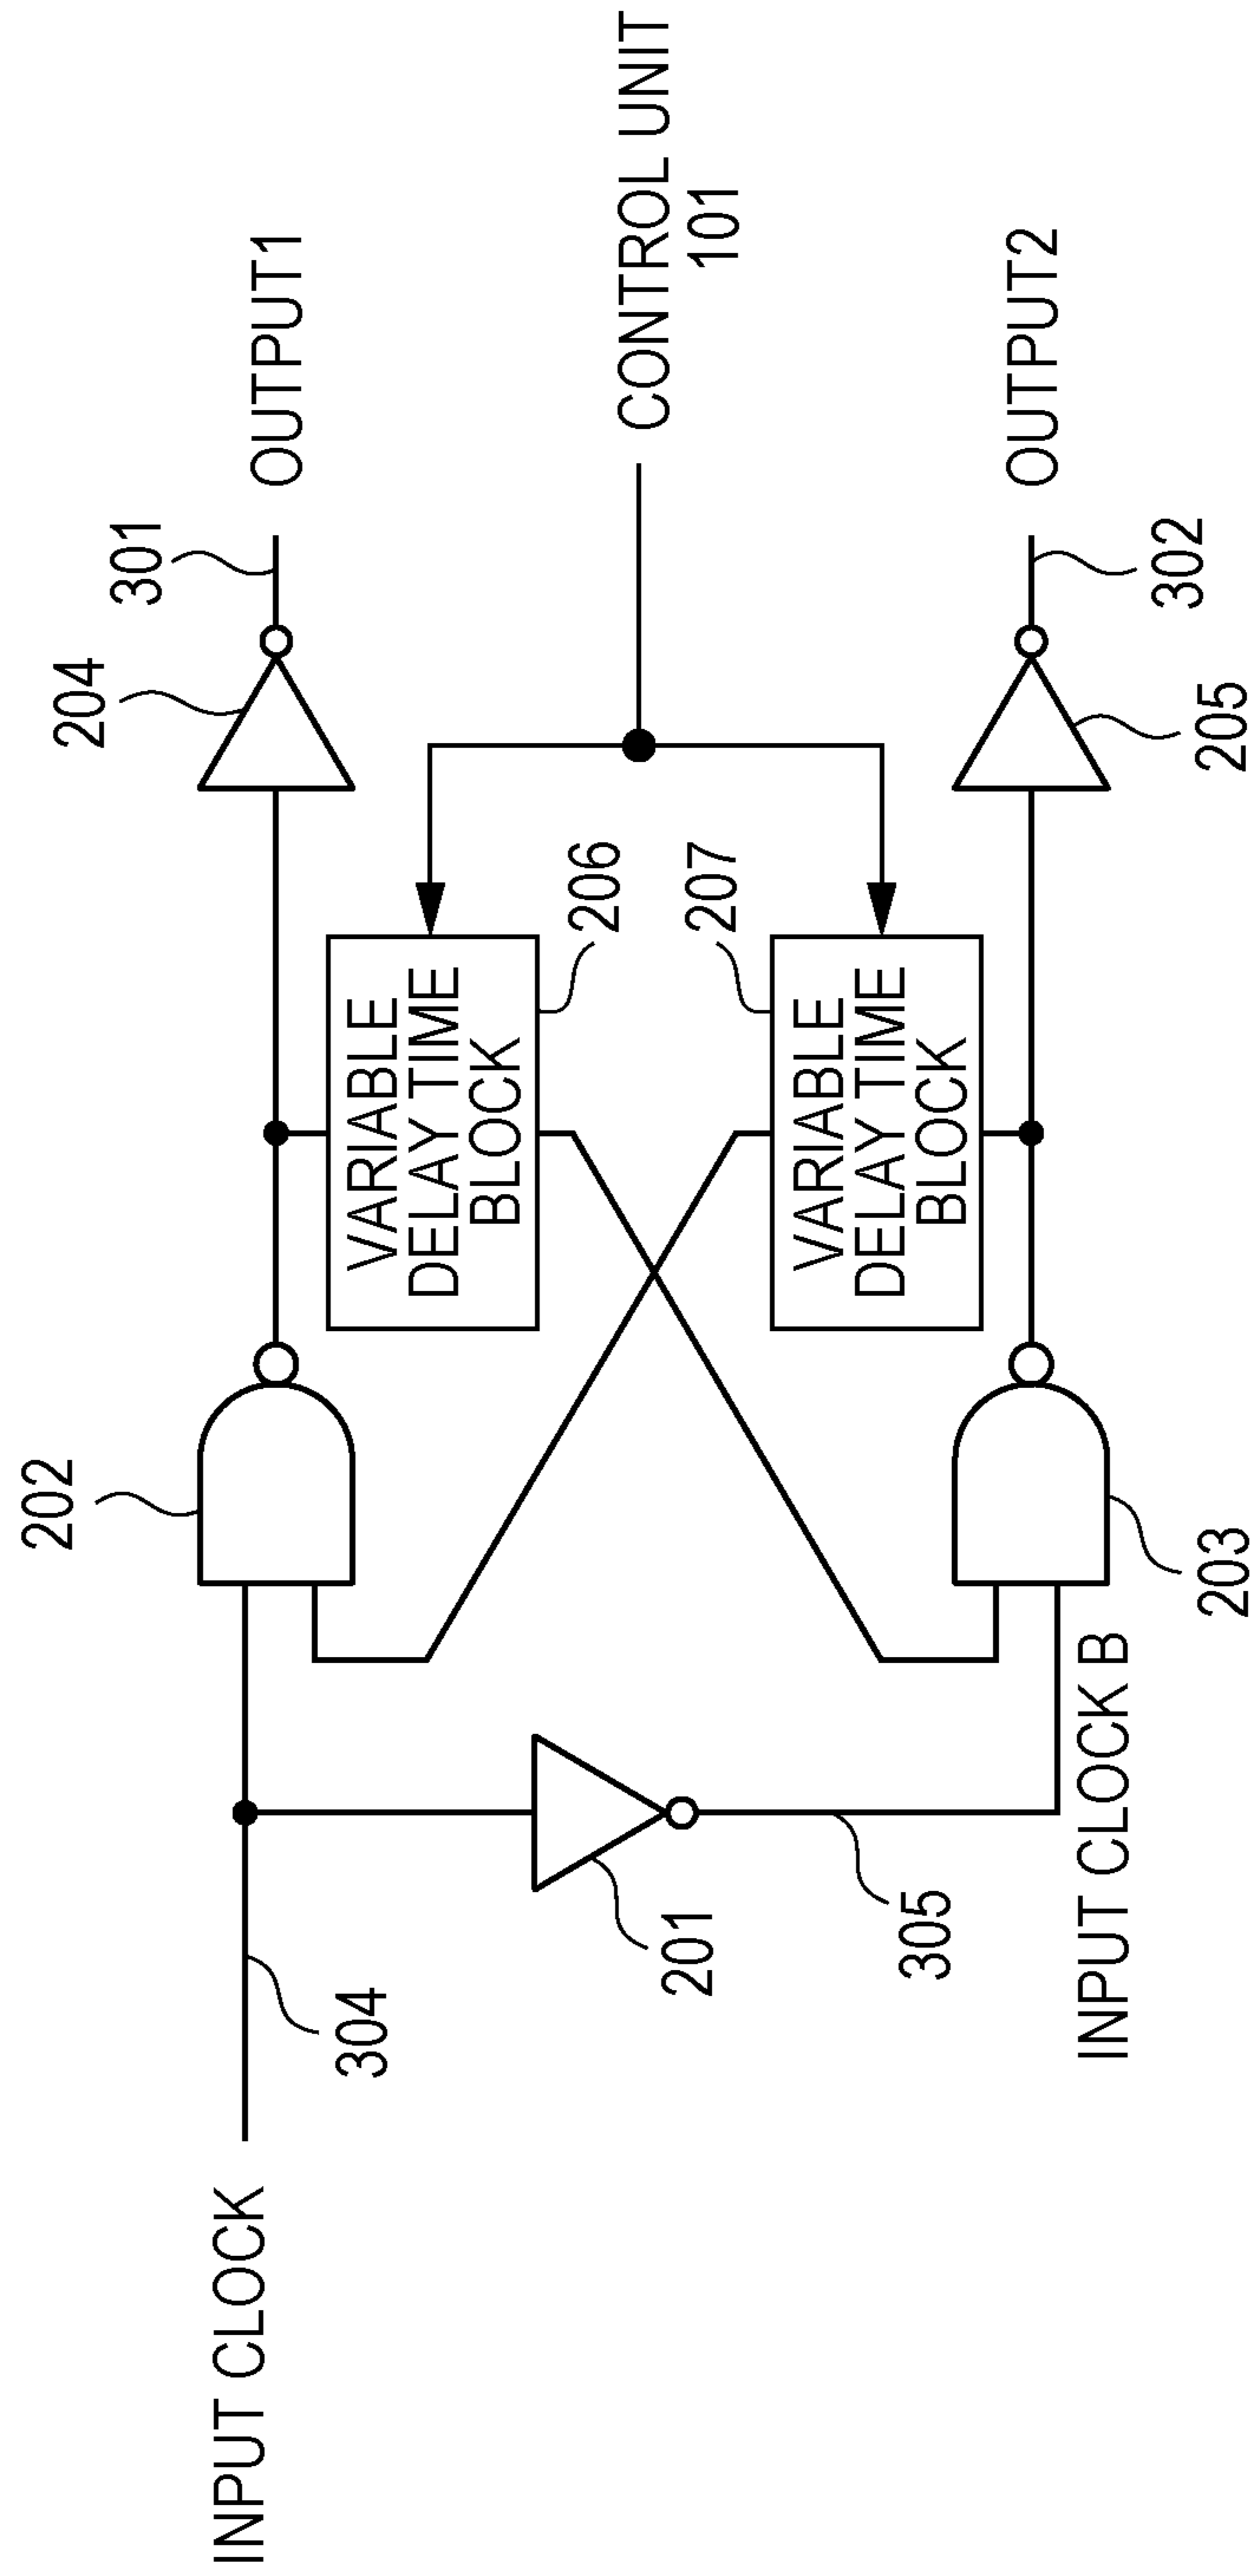 INPUT CLOCK
304
201
305
INPUT CLOCK B
202
203
VARIABLE
DELAY TIME
BLOCK
206
VARIABLE
DELAY TIME
BLOCK
207
204
205
301
302
OUTPUT1
CONTROL UNIT
101
OUTPUT2